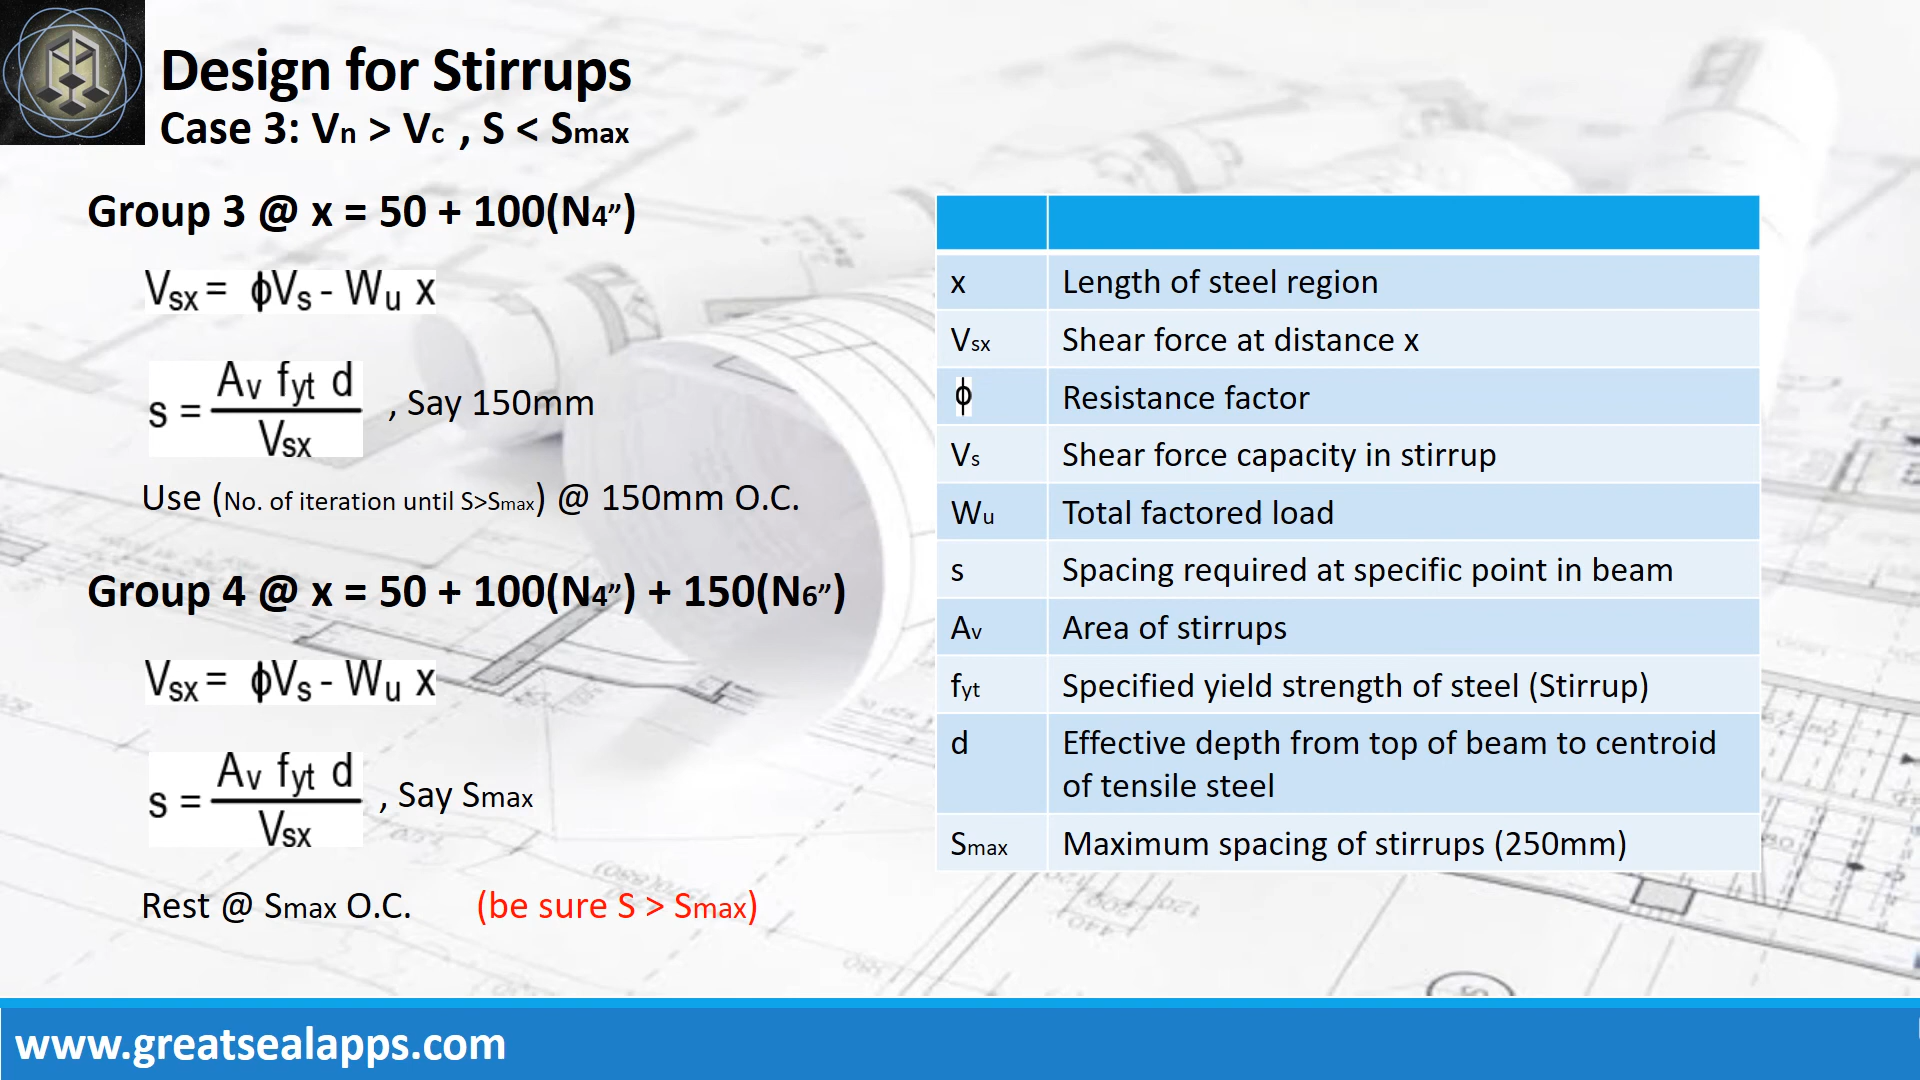 Design for Stirrups
Case 3: Vn > Vc , S < Smax
Group 3 @ x = 50 + 100(N4”)
Vsx = ϕVs - Wu x
s = Av fyt d / Vsx , Say 150mm
Use (No. of iteration until S>Smax) @ 150mm O.C.
Group 4 @ x = 50 + 100(N4”) + 150(N6”)
Vsx = ϕVs - Wu x
s = Av fyt d / Vsx , Say Smax
Rest @ Smax O.C. (be sure S > Smax)
x Length of steel region
Vsx Shear force at distance x
ϕ Resistance factor
Vs Shear force capacity in stirrup
Wu Total factored load
s Spacing required at specific point in beam
Av Area of stirrups
fyt Specified yield strength of steel (Stirrup)
d Effective depth from top of beam to centroid
of tensile steel
Smax Maximum spacing of stirrups (250mm)
www.greatsealapps.com